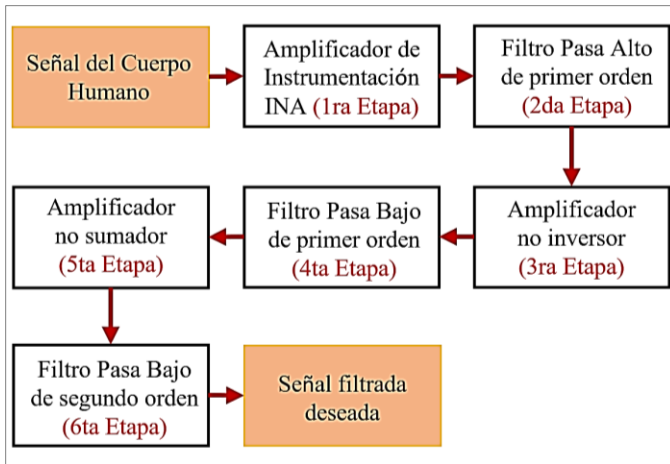 Señal del Cuerpo
Humano
Amplificador de
Instrumentación
INA (1ra Etapa)
Filtro Pasa Alto
de primer orden
(2da Etapa)
Amplificador
no inversor
(3ra Etapa)
Filtro Pasa Bajo
de primer orden
(4ta Etapa)
Amplificador
no sumador
(5ta Etapa)
Filtro Pasa Bajo
de segundo orden
(6ta Etapa)
Señal filtrada
deseada